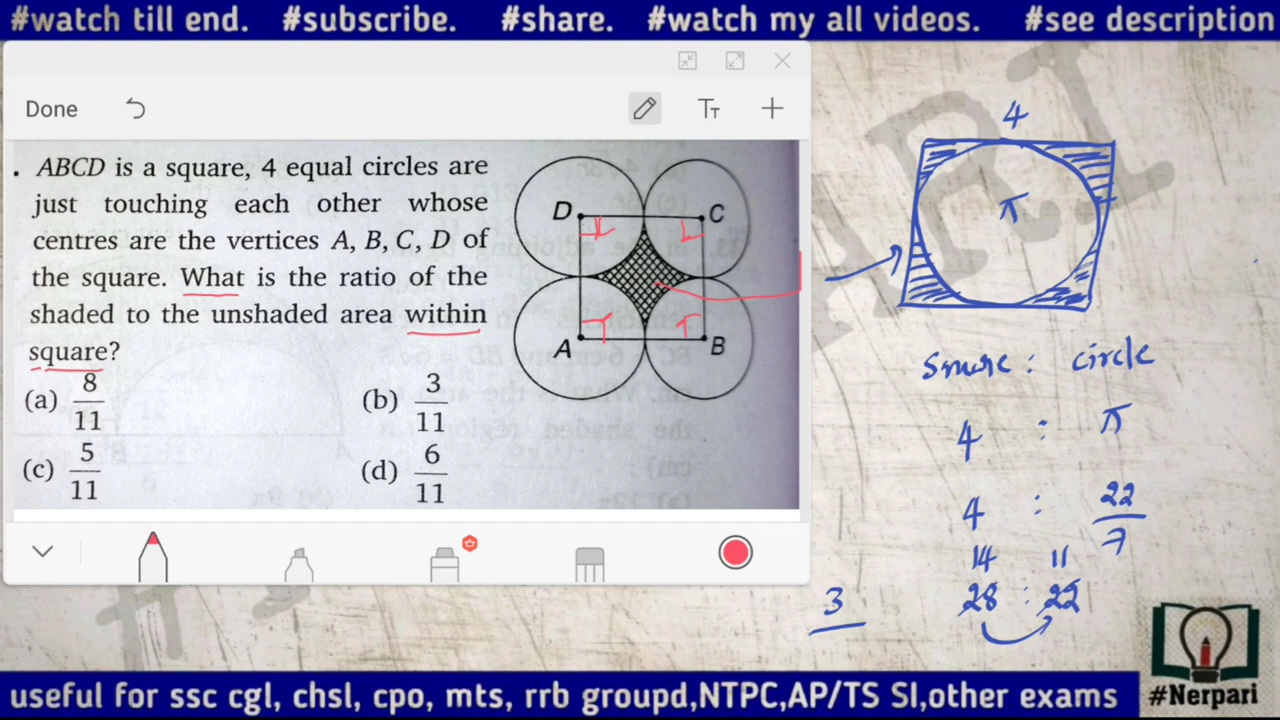 #watch till end. #subscribe. #share. #watch my all videos. #see description
Done
TT
. ABCD is a square, 4 equal circles are
just touching each other whose
centres are the vertices A, B, C, D of
the square. What is the ratio of the
shaded to the unshaded area within
square?
(a) 8/11
(b) 3/11
(c) 5/11
(d) 6/11
D
C
A
B
4
π
circle
4 : π
4 : 22/7
14 11
28 : 22
3
#Nerpari
useful for ssc cgl, chsl, cpo, mts, rrb groupd,NTPC,AP/TS SI,other exams